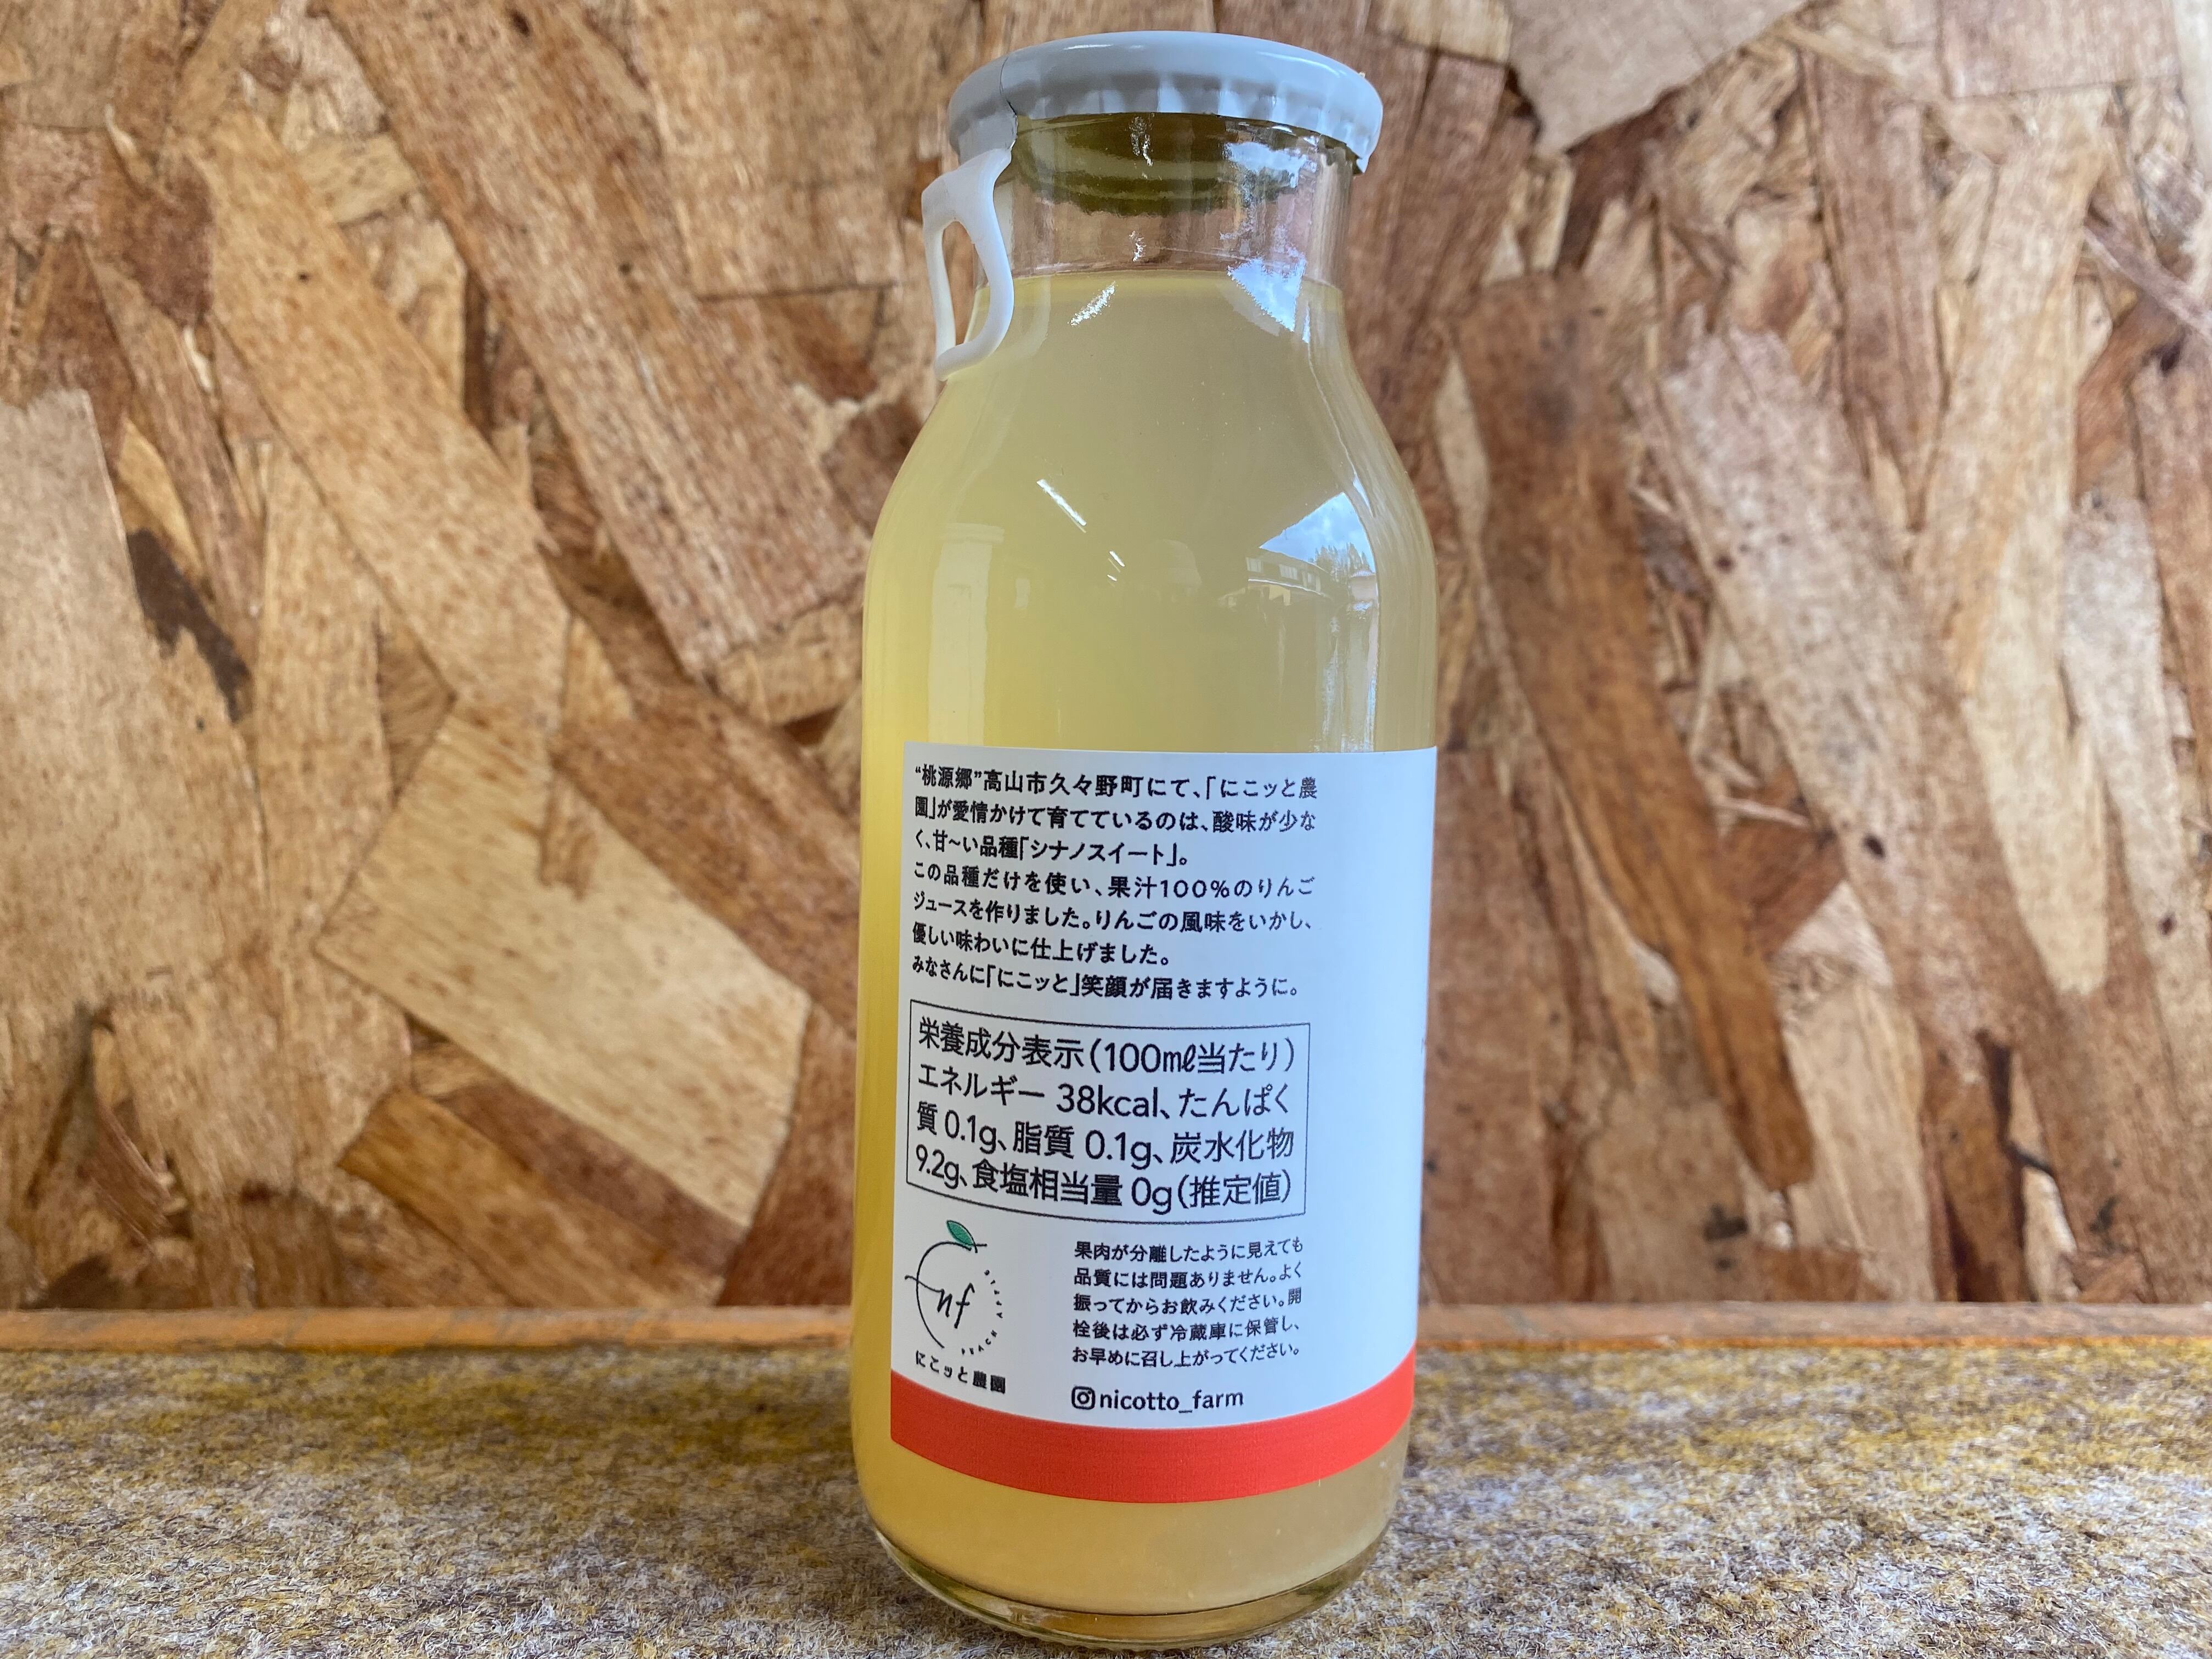 “桃源郷”高山市久々野町にて、「にこッと農
園」が愛情かけて育てているのは、酸味が少な
く、甘〜い品種「シナノスイート」。
この品種だけを使い、果汁100%のりんご
ジュースを作りました。りんごの風味をいかし、
優しい味わいに仕上げました。
みなさんに「にこッと」笑顔が届きますように。
栄養成分表示(100mℓ当たり)
エネルギー 38kcal、たんぱく
質 0.1g、脂質 0.1g、炭水化物
9.2g、食塩相当量 0g(推定値)
nf
PEACH
にこッと農園
果肉が分離したように見えても
品質には問題ありません。よく
振ってからお飲みください。開
栓後は必ず冷蔵庫に保管し、
お早めに召し上がってください。
nicotto_farm